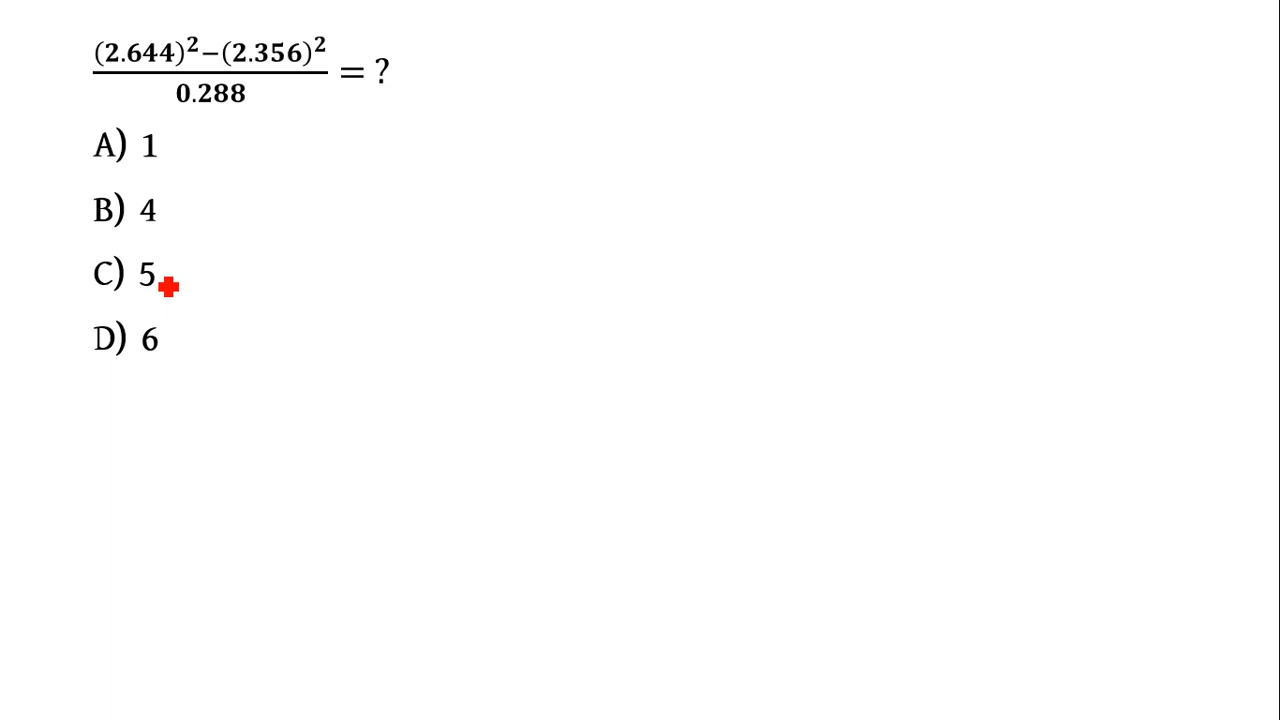 (2.644)²−(2.356)²
0.288
= ?
A) 1
B) 4
C) 5
D) 6